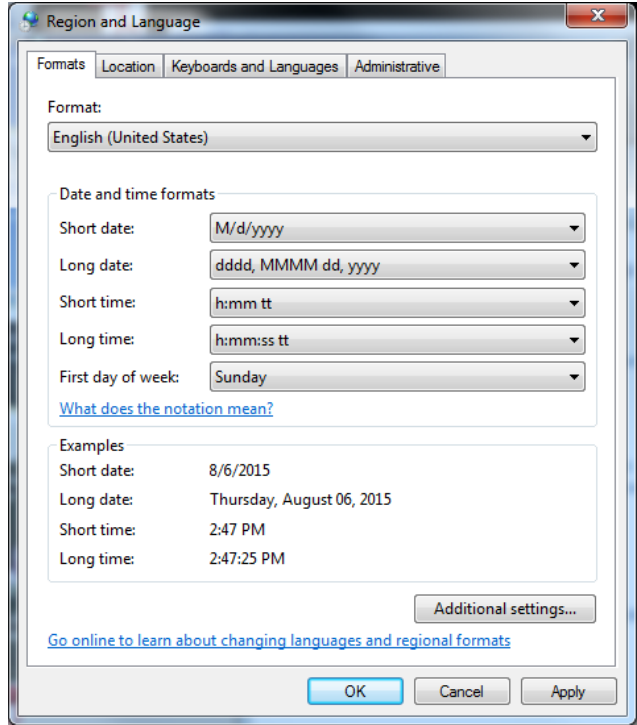 Region and Language
Formats Location Keyboards and Languages Administrative
Format:
English (United States)
Date and time formats
Short date: M/d/yyyy
Long date: dddd, MMMM dd, yyyy
Short time: h:mm tt
Long time: h:mm:ss tt
First day of week: Sunday
What does the notation mean?
Examples
Short date: 8/6/2015
Long date: Thursday, August 06, 2015
Short time: 2:47 PM
Long time: 2:47:25 PM
Additional settings...
Go online to learn about changing languages and regional formats
OK Cancel Apply